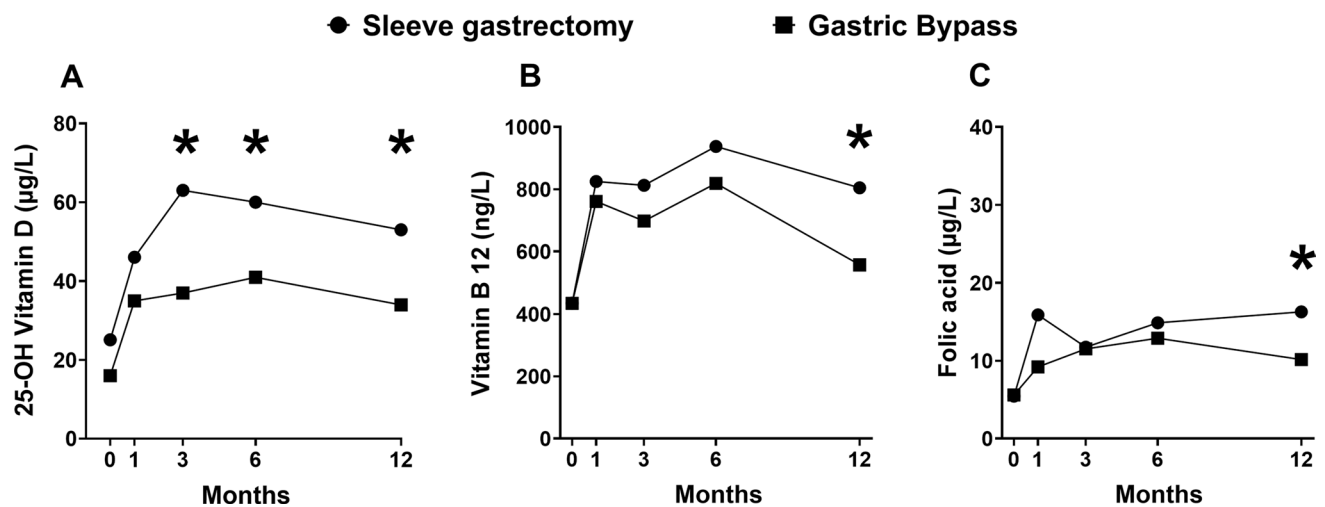 Sleeve gastrectomy
Gastric Bypass
A
25-OH Vitamin D (µg/L)
80
60
40
20
0
0 1 3 6 12
Months
* * *
B
Vitamin B 12 (ng/L)
1000
800
600
400
200
0
0 1 3 6 12
Months
*
C
Folic acid (µg/L)
40
30
20
10
0
0 1 3 6 12
Months
*